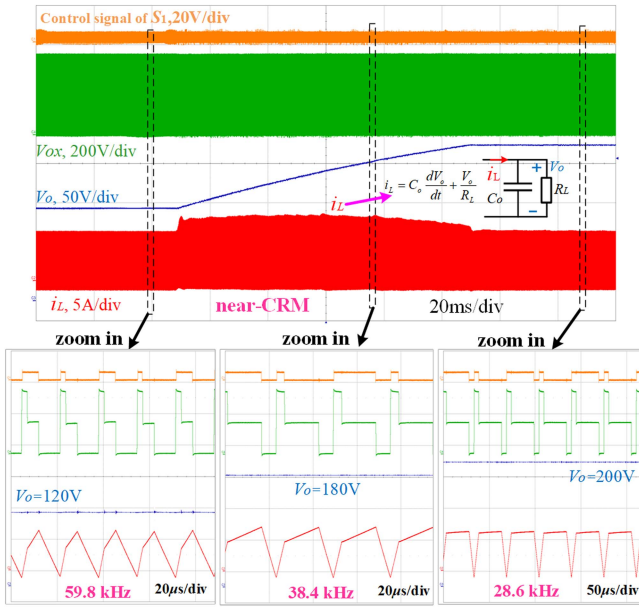 Control signal of S1,20V/div
Vox, 200V/div
Vo, 50V/div
iL = Co dVo/dt + Vo/RL
iL
iL
Vo
+
Co
RL
−
iL, 5A/div
near-CRM
20ms/div
zoom in
zoom in
zoom in
Vo=120V
59.8 kHz
20μs/div
Vo=180V
38.4 kHz
20μs/div
Vo=200V
28.6 kHz
50μs/div